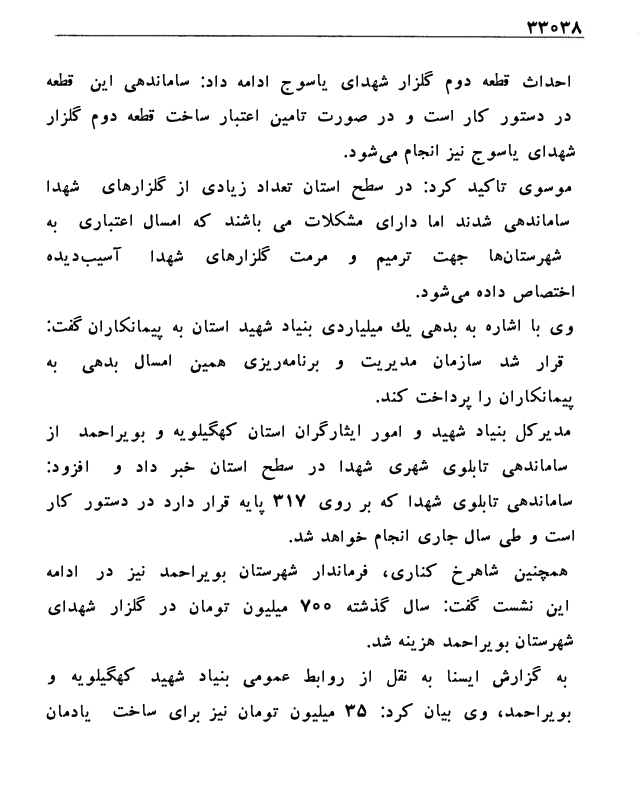 ۳۳۰۳۸
احداث قطعه دوم گلزار شهدای یاسوج ادامه داد: ساماندهی این قطعه
در دستور کار است و در صورت تامین اعتبار ساخت قطعه دوم گلزار
شهدای یاسوج نیز انجام می‌شود.
موسوی تاکید کرد: در سطح استان تعداد زیادی از گلزارهای شهدا
ساماندهی شدند اما دارای مشکلات می باشند که امسال اعتباری به
شهرستان‌ها جهت ترمیم و مرمت گلزارهای شهدا آسیب‌دیده
اختصاص داده می‌شود.
وی با اشاره به بدهی یك میلیاردی بنیاد شهید استان به پیمانکاران گفت:
قرار شد سازمان مدیریت و برنامه‌ریزی همین امسال بدهی به
پیمانکاران را پرداخت کند.
مدیرکل بنیاد شهید و امور ایثارگران استان کهگیلویه و بویراحمد از
ساماندهی تابلوی شهری شهدا در سطح استان خبر داد و افزود:
ساماندهی تابلوی شهدا که بر روی ۳۱۷ پایه قرار دارد در دستور کار
است و طی سال جاری انجام خواهد شد.
همچنین شاهرخ کناری، فرماندار شهرستان بویراحمد نیز در ادامه
این نشست گفت: سال گذشته ۷۰۰ میلیون تومان در گلزار شهدای
شهرستان بویراحمد هزینه شد.
به گزارش ایسنا به نقل از روابط عمومی بنیاد شهید کهگیلویه و
بویراحمد، وی بیان کرد: ۳۵ میلیون تومان نیز برای ساخت یادمان